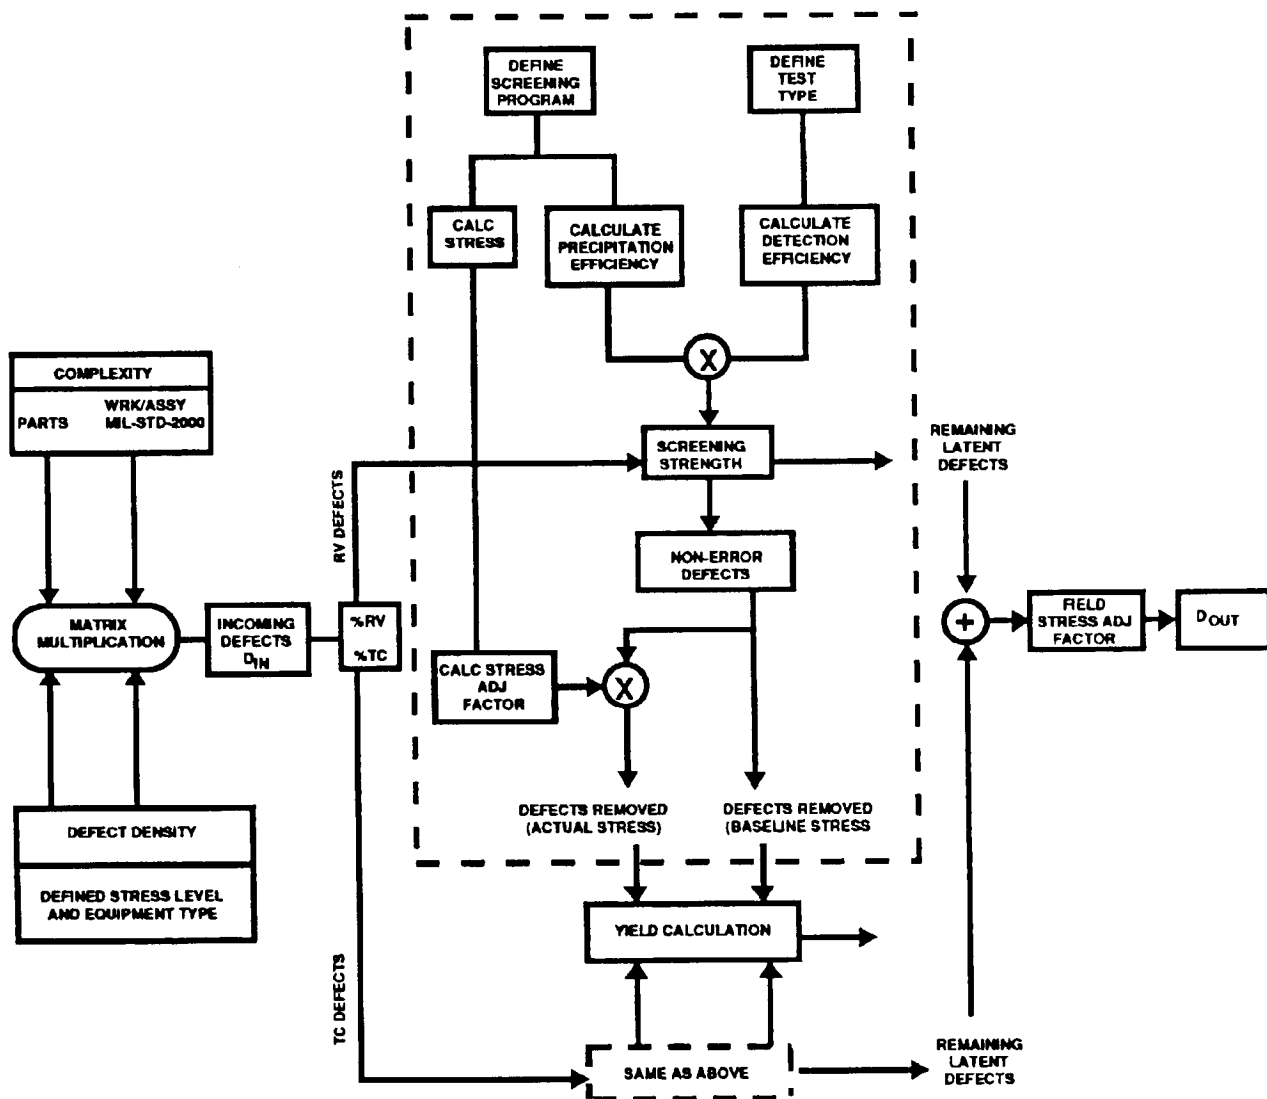 DEFINE
SCREENING
PROGRAM
DEFINE
TEST
TYPE
CALC
STRESS
CALCULATE
PRECIPITATION
EFFICIENCY
CALCULATE
DETECTION
EFFICIENCY
X
COMPLEXITY
PARTS
WRK/ASSY
MIL-STD-2000
SCREENING
STRENGTH
REMAINING
LATENT
DEFECTS
RV DEFECTS
NON-ERROR
DEFECTS
MATRIX
MULTIPLICATION
INCOMING
DEFECTS
DIN
%RV
%TC
CALC STRESS
ADJ
FACTOR
X
+
FIELD
STRESS ADJ
FACTOR
DOUT
DEFECTS REMOVED
(ACTUAL STRESS)
DEFECTS REMOVED
(BASELINE STRESS
DEFECT DENSITY
DEFINED STRESS LEVEL
AND EQUIPMENT TYPE
YIELD CALCULATION
TC DEFECTS
SAME AS ABOVE
REMAINING
LATENT
DEFECTS